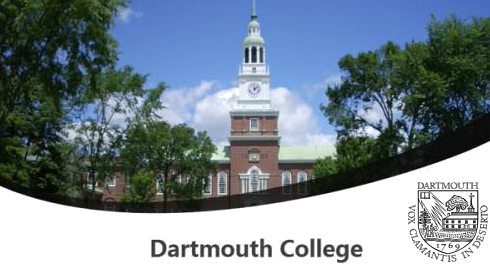 DARTMOUTH
VOX CLAMANTIS IN DESERTO
1769
Dartmouth College